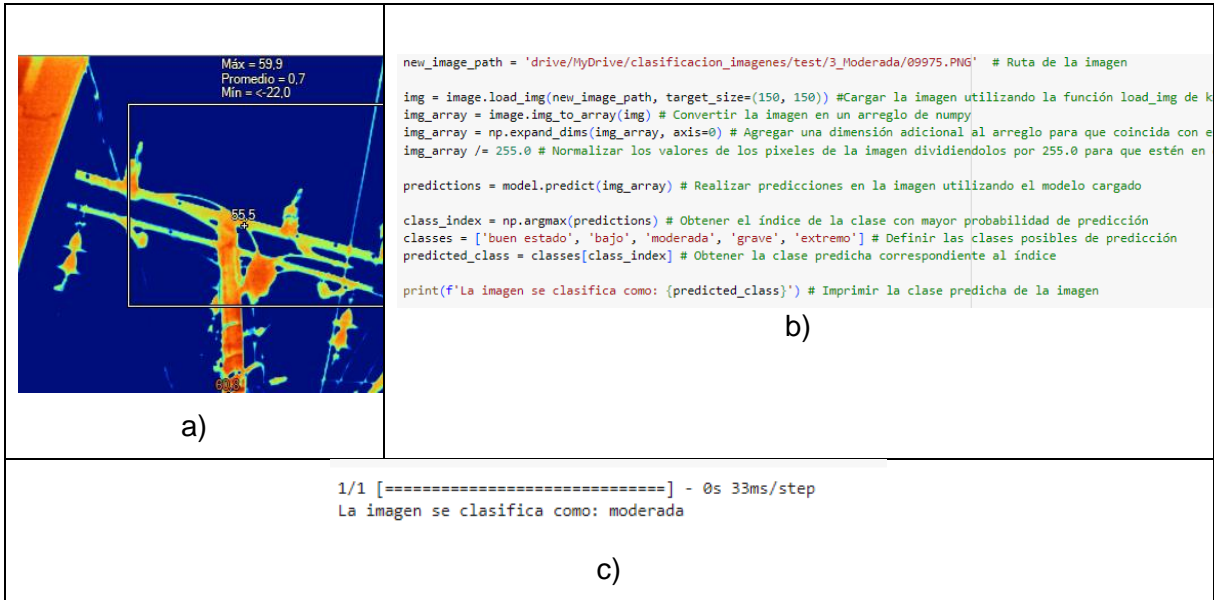 Máx = 59,9
Promedio = 0,7
Mín = <-22,0
55,5
a)
new_image_path = 'drive/MyDrive/clasificacion_imagenes/test/3_Moderada/09975.PNG'  # Ruta de la imagen
img = image.load_img(new_image_path, target_size=(150, 150)) #Cargar la imagen utilizando la función load_img de k
img_array = image.img_to_array(img) # Convertir la imagen en un arreglo de numpy
img_array = np.expand_dims(img_array, axis=0) # Agregar una dimensión adicional al arreglo para que coincida con e
img_array /= 255.0 # Normalizar los valores de los pixeles de la imagen dividiendolos por 255.0 para que estén en
predictions = model.predict(img_array) # Realizar predicciones en la imagen utilizando el modelo cargado
class_index = np.argmax(predictions) # Obtener el índice de la clase con mayor probabilidad de predicción
classes = ['buen estado', 'bajo', 'moderada', 'grave', 'extremo'] # Definir las clases posibles de predicción
predicted_class = classes[class_index] # Obtener la clase predicha correspondiente al índice
print(f'La imagen se clasifica como: {predicted_class}') # Imprimir la clase predicha de la imagen
b)
1/1 [==============================] - 0s 33ms/step
La imagen se clasifica como: moderada
c)